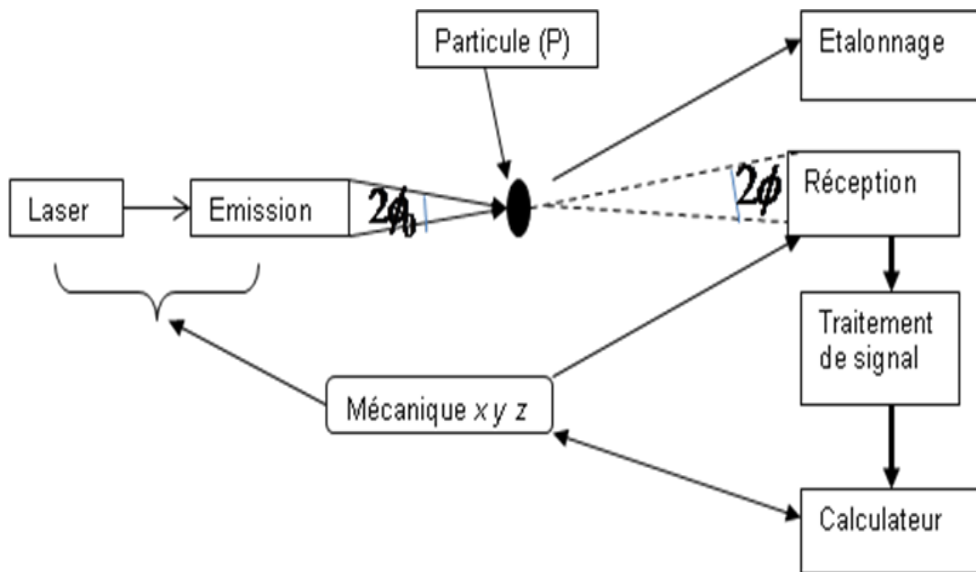 Particule (P)
Etalonnage
Laser
Emission
2ϕ₀
2ϕ
Réception
Traitement
de signal
Mécanique x y z
Calculateur